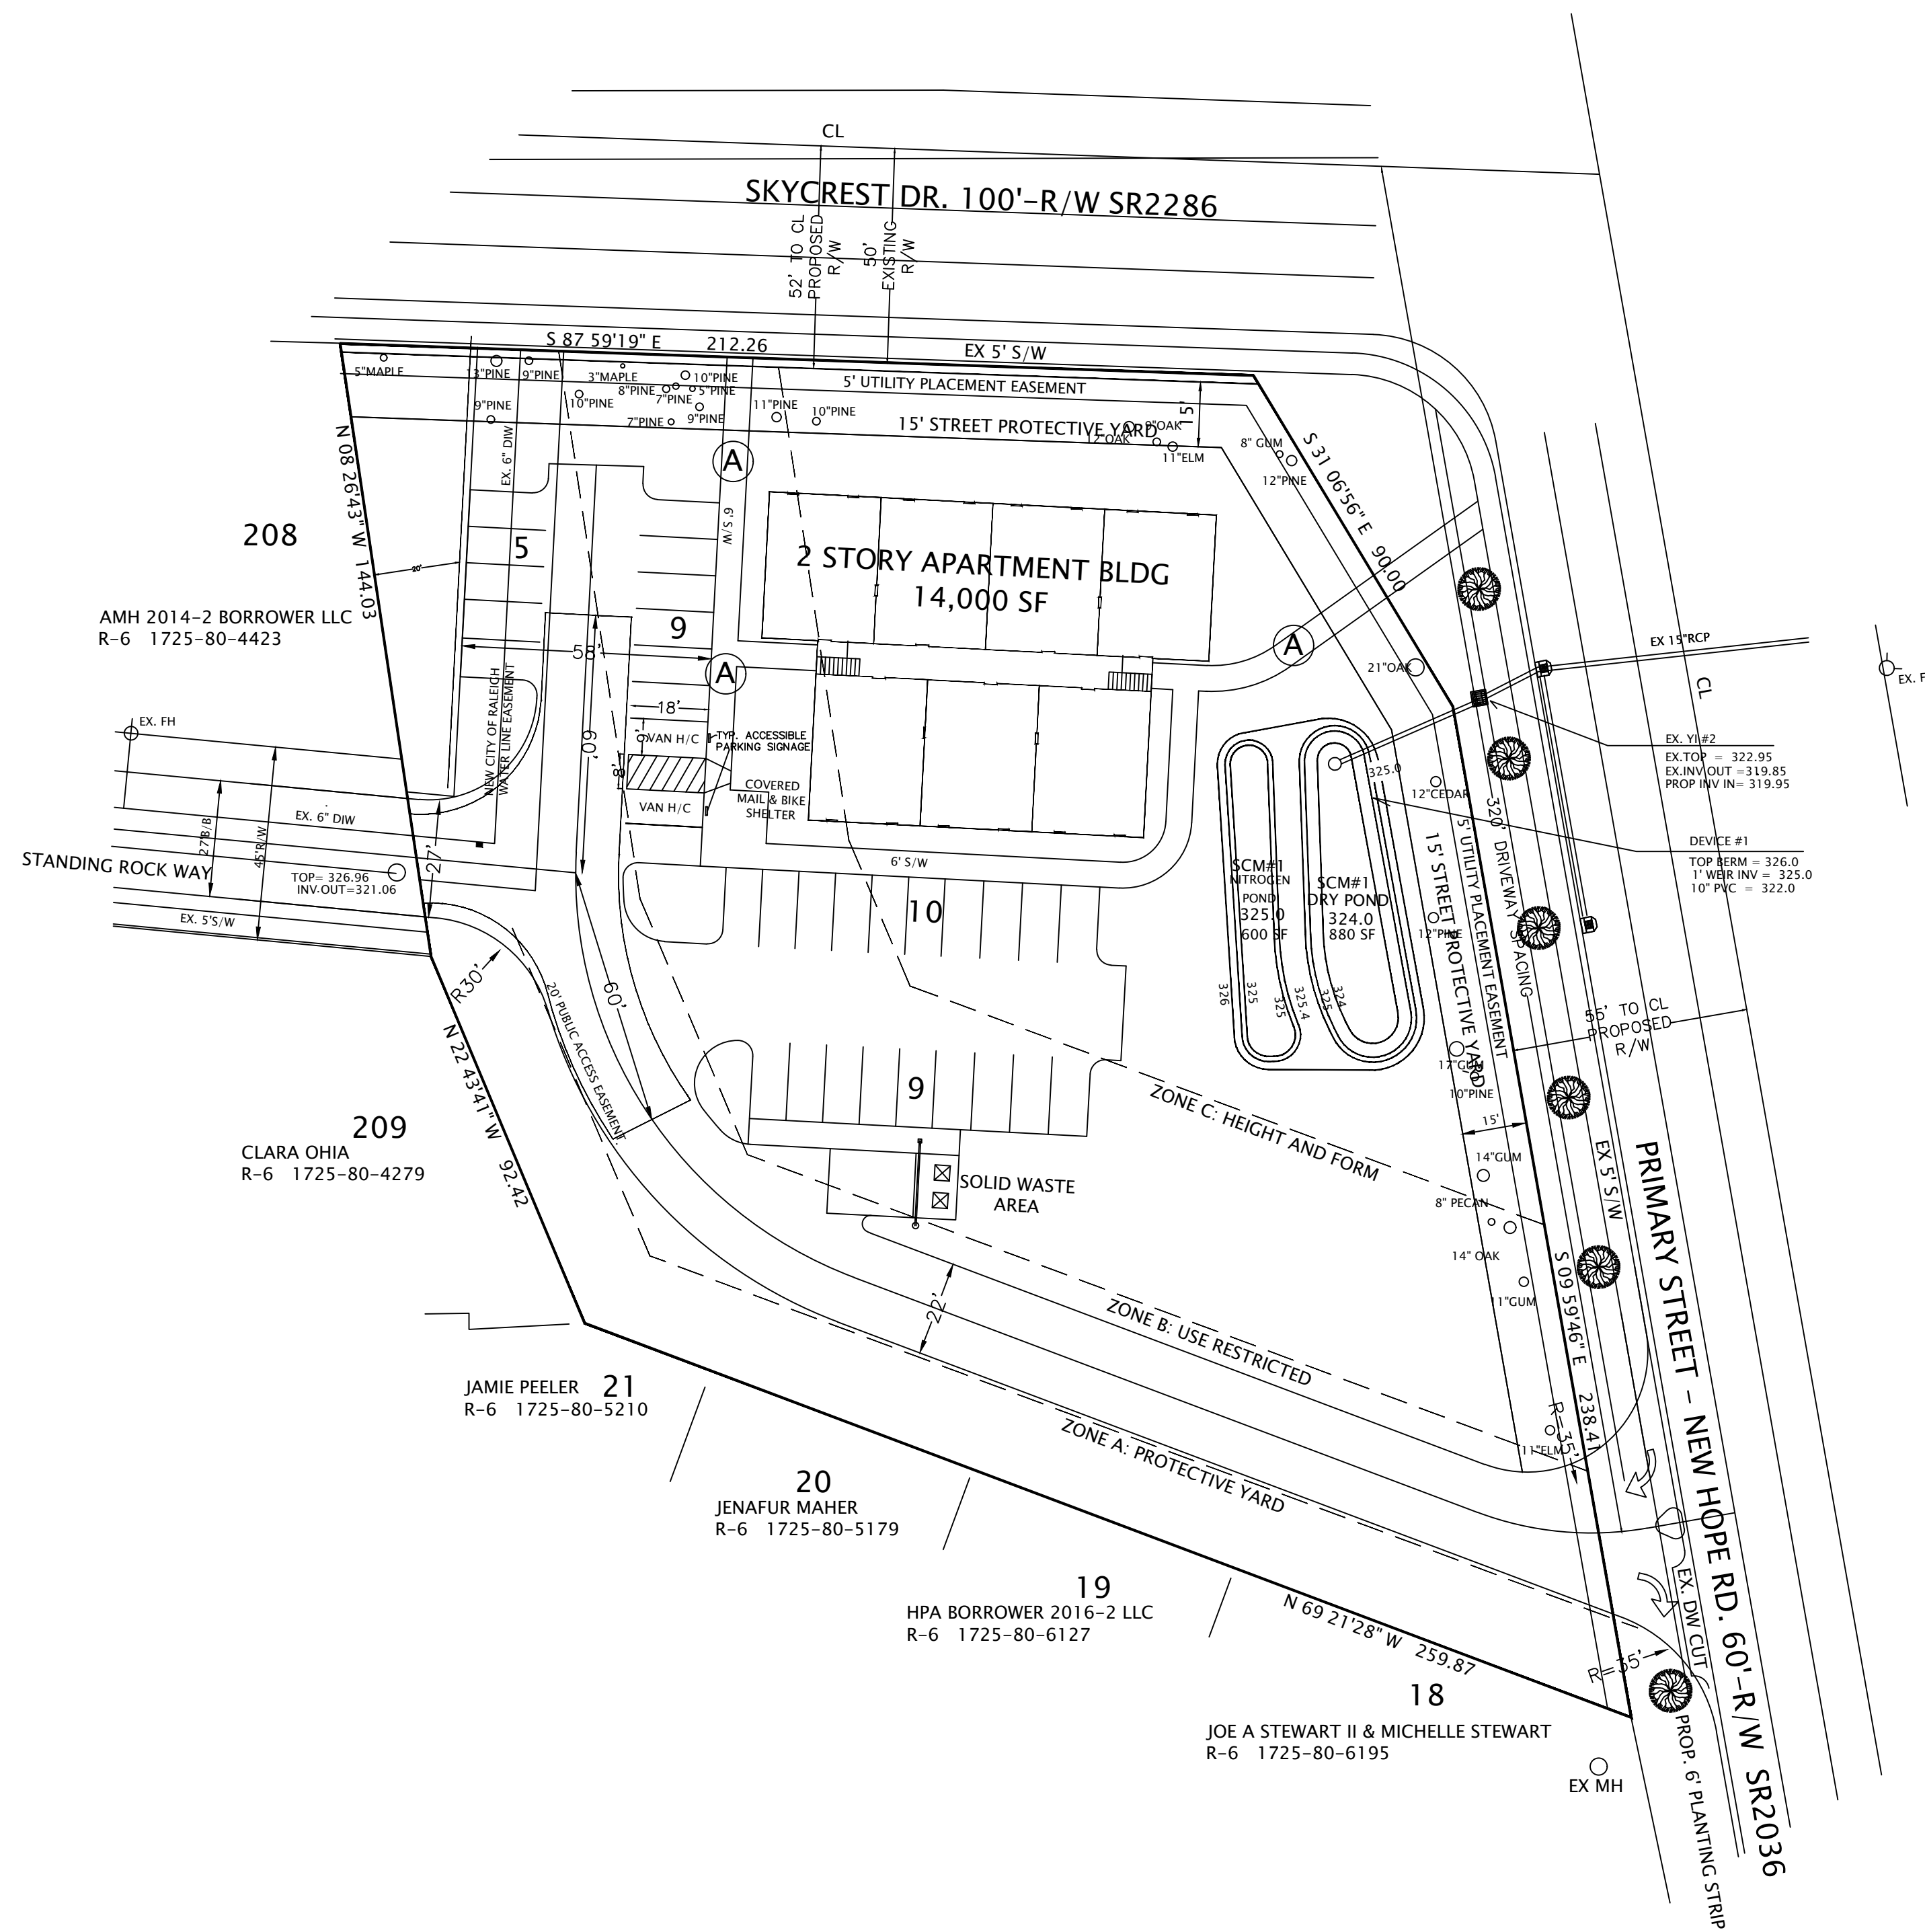 CL
SKYCREST DR. 100'-R/W SR2286
52' TO CL
PROPOSED
R/W
50'
EXISTING
R/W
S 87 59'19" E 212.26
EX 5' S/W
5"MAPLE
13"PINE
9"PINE
3"MAPLE
10"PINE
8"PINE
5"PINE
7"PINE
10"PINE
9"PINE
9"PINE
7"PINE
11"PINE
10"PINE
5' UTILITY PLACEMENT EASEMENT
15' STREET PROTECTIVE YARD
15'
9"OAK
12"OAK
11"ELM
8" GUM
12"PINE
S 31 06'56" E 90.00
N 08 26'43" W 144.03
EX. 6" DIW
A
6' S/W
208
5
20'
2 STORY APARTMENT BLDG
14,000 SF
AMH 2014-2 BORROWER LLC
R-6 1725-80-4423
9
58'
A
A
21"OAK
EX 15"RCP
CL
EX. F
NEW CITY OF RALEIGH
WATER LINE EASEMENT
18'
9'
VAN H/C
TYP. ACCESSIBLE
PARKING SIGNAGE
60'
8'
VAN H/C
COVERED
MAIL & BIKE
SHELTER
EX. FH
EX. YI #2
EX.TOP = 322.95
EX.INV OUT =319.85
PROP INV IN= 319.95
325.0
12"CEDAR
DEVICE #1
TOP BERM = 326.0
1' WEIR INV = 325.0
10" PVC = 322.0
EX. 6" DIW
27'B/B
45'R/W
27'
STANDING ROCK WAY
TOP= 326.96
INV.OUT=321.06
EX. 5'S/W
6' S/W
10
SCM#1
NITROGEN
POND
325.0
600 SF
SCM#1
DRY POND
324.0
880 SF
326
325
325
325.4
325
324
12"PINE
15' STREET PROTECTIVE YARD
5' UTILITY PLACEMENT EASEMENT
320' DRIVEWAY SPACING
55' TO CL
PROPOSED
R/W
R30'
60'
20' PUBLIC ACCESS EASEMENT
N 22 43'41" W 92.42
9
17"GUM
10"PINE
15'
ZONE C: HEIGHT AND FORM
209
CLARA OHIA
R-6 1725-80-4279
SOLID WASTE
AREA
14"GUM
8" PECAN
14" OAK
11"GUM
EX 5' S/W
S 09 59'46" E 238.41
PRIMARY STREET - NEW HOPE RD. 60'-R/W SR2036
22'
ZONE B: USE RESTRICTED
JAMIE PEELER 21
R-6 1725-80-5210
ZONE A: PROTECTIVE YARD
R=35'
11"ELM
20
JENAFUR MAHER
R-6 1725-80-5179
19
HPA BORROWER 2016-2 LLC
R-6 1725-80-6127
N 69 21'28" W 259.87
EX. DW CUT
R=35'
18
JOE A STEWART II & MICHELLE STEWART
R-6 1725-80-6195
EX MH
PROP. 6' PLANTING STRIP